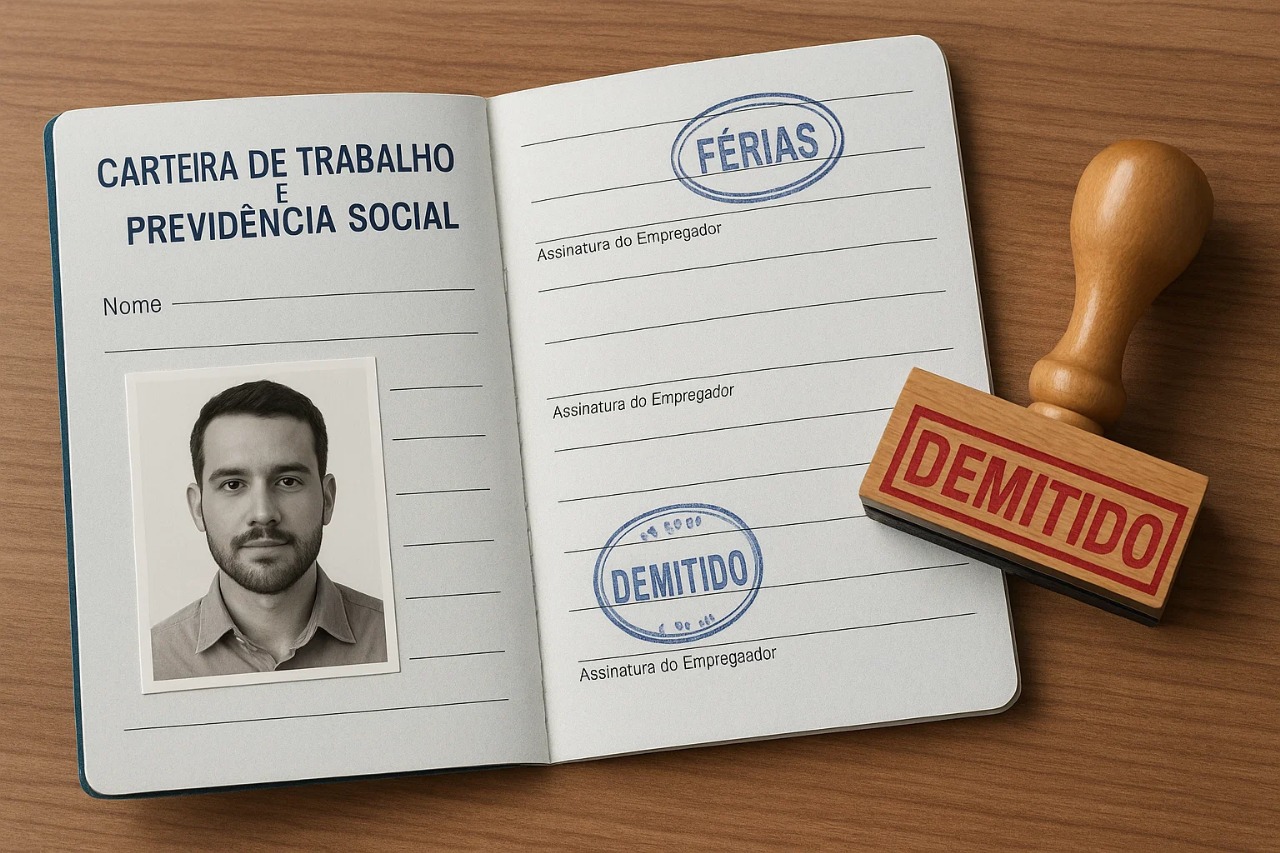 CARTEIRA DE TRABALHO
E
PREVIDÊNCIA SOCIAL
Nome
FÉRIAS
Assinatura do Empregador
Assinatura do Empregador
DEMITIDO
Assinatura do Empregaador
DEMITIDO